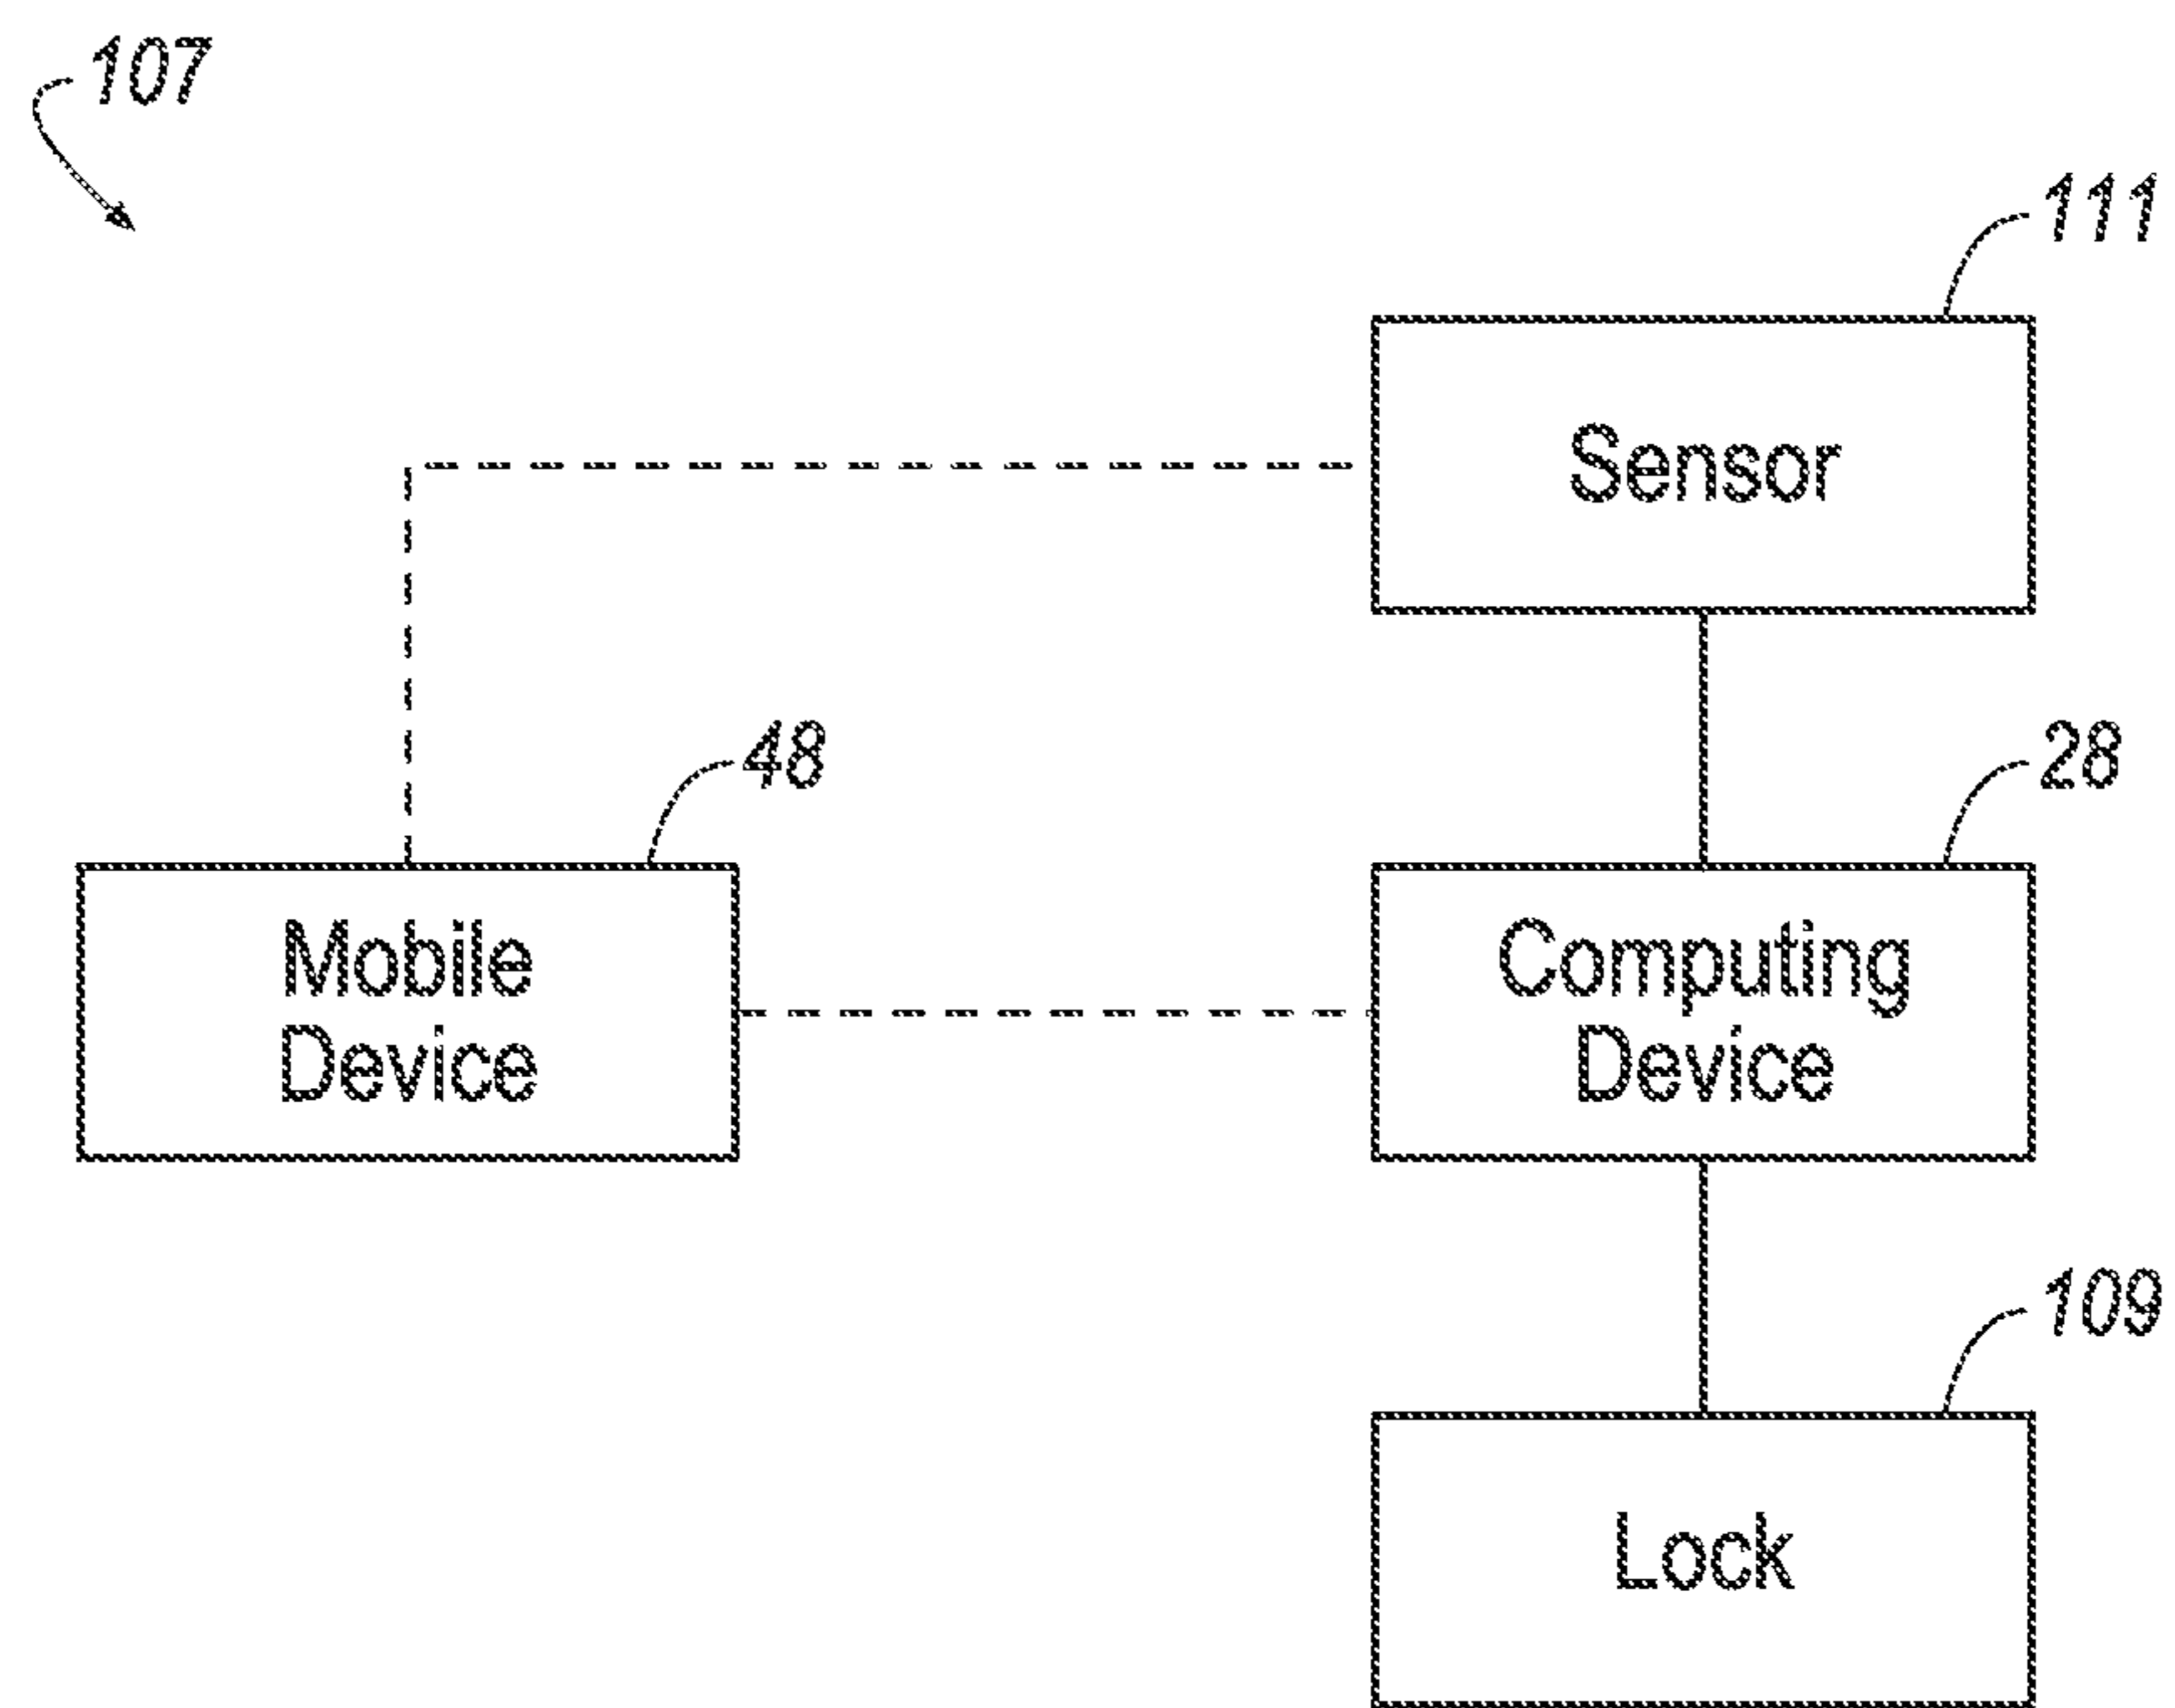 107
111
Sensor
48
28
Mobile
Device
Computing
Device
109
Lock